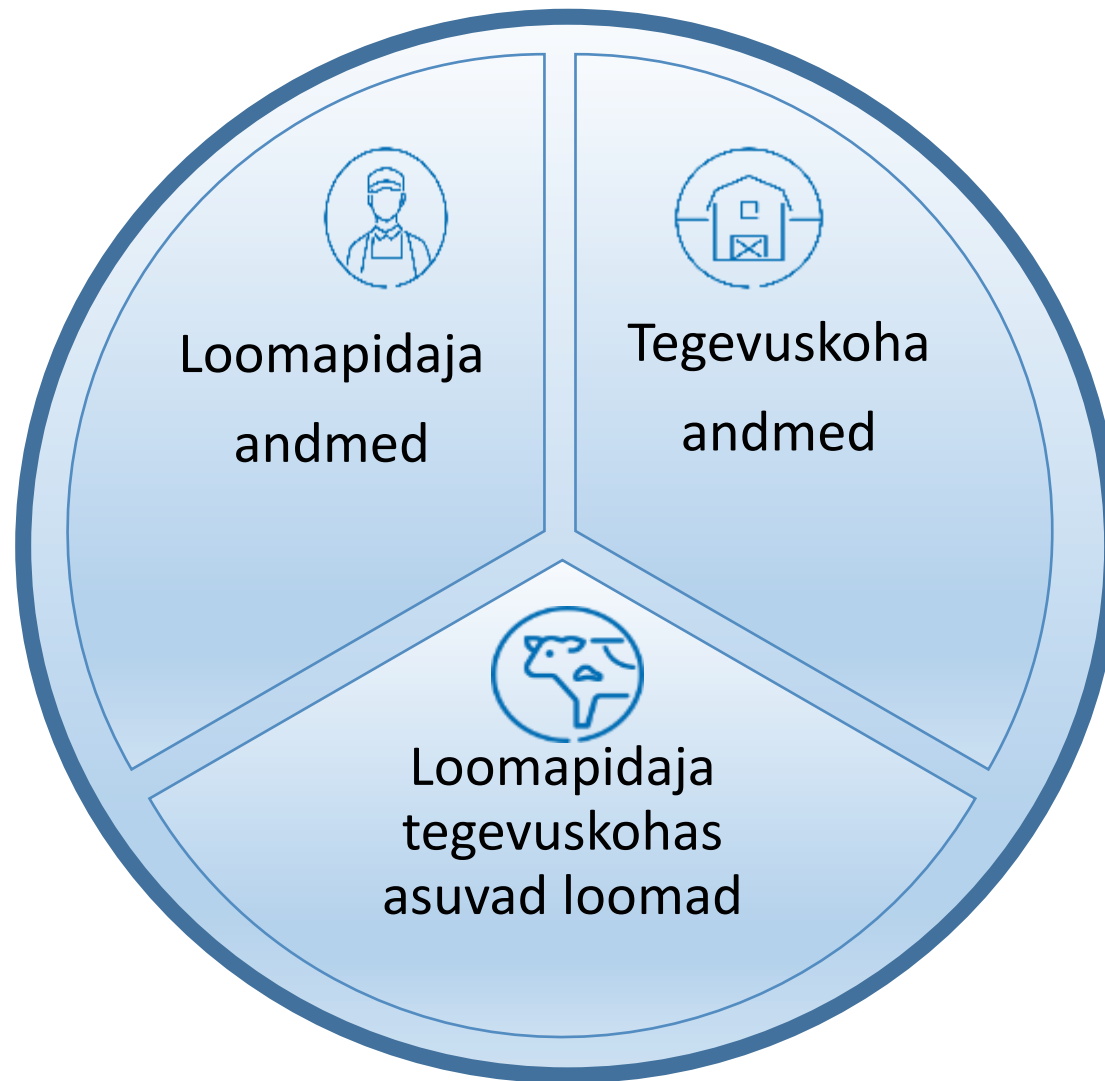 Loomapidaja
andmed
Tegevuskoha
andmed
Loomapidaja
tegevuskohas
asuvad loomad